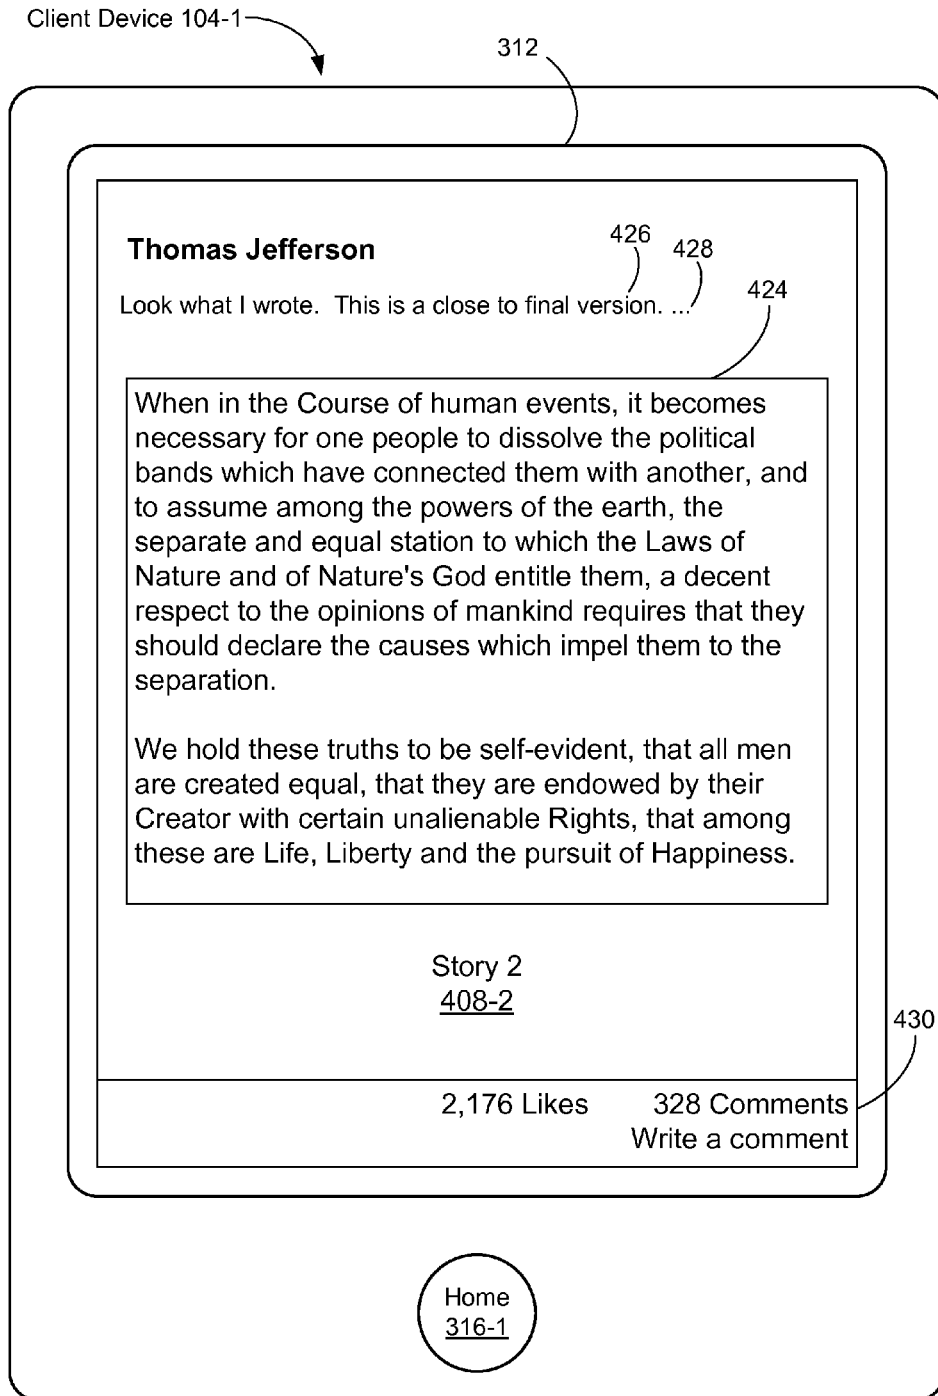 Client Device 104-1
312
Thomas Jefferson
426
428
Look what I wrote.  This is a close to final version. ...
424
When in the Course of human events, it becomes
necessary for one people to dissolve the political
bands which have connected them with another, and
to assume among the powers of the earth, the
separate and equal station to which the Laws of
Nature and of Nature's God entitle them, a decent
respect to the opinions of mankind requires that they
should declare the causes which impel them to the
separation.
We hold these truths to be self-evident, that all men
are created equal, that they are endowed by their
Creator with certain unalienable Rights, that among
these are Life, Liberty and the pursuit of Happiness.
Story 2
408-2
430
2,176 Likes 328 Comments
Write a comment
Home
316-1